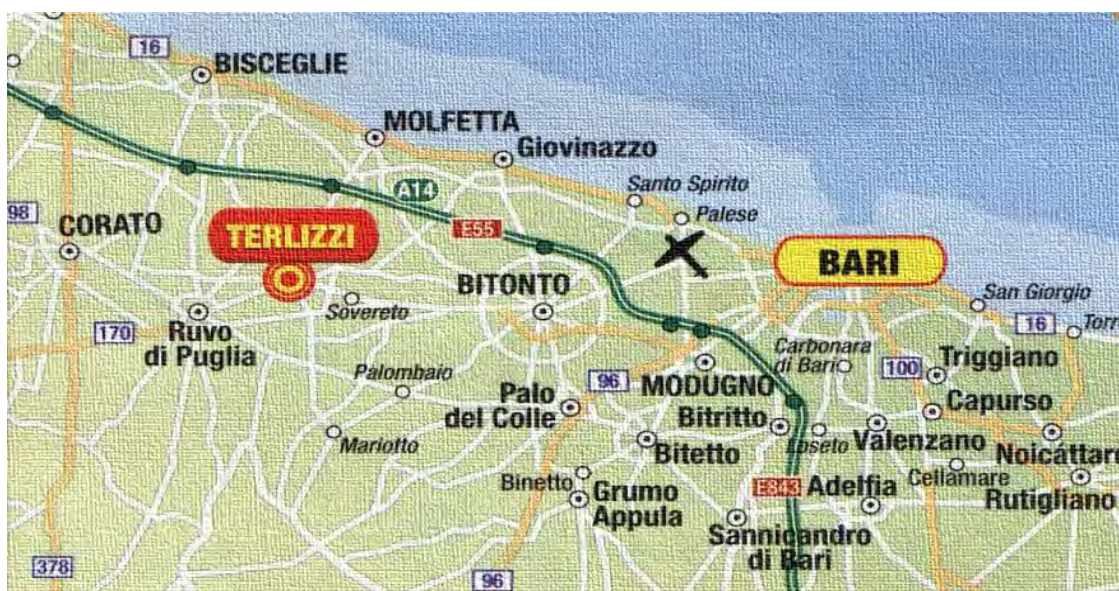 16
BISCEGLIE
MOLFETTA
Giovinazzo
A14
Santo Spirito
98
CORATO
TERLIZZI
E55
Palese
BARI
BITONTO
Sovereto
San Giorgio
170
Ruvo
di Puglia
16
Torr
Carbonara
di Bari
Triggiano
100
Palombaio
96
MODUGNO
Palo
del Colle
Capurso
Bitritto
Mariotto
Bitetto
Loseto
Valenzano
Noicáttaro
Binetto
Cellamare
Grumo
Appula
E843
Adelfia
Rutigliano
Sannicandro
di Bari
378
96